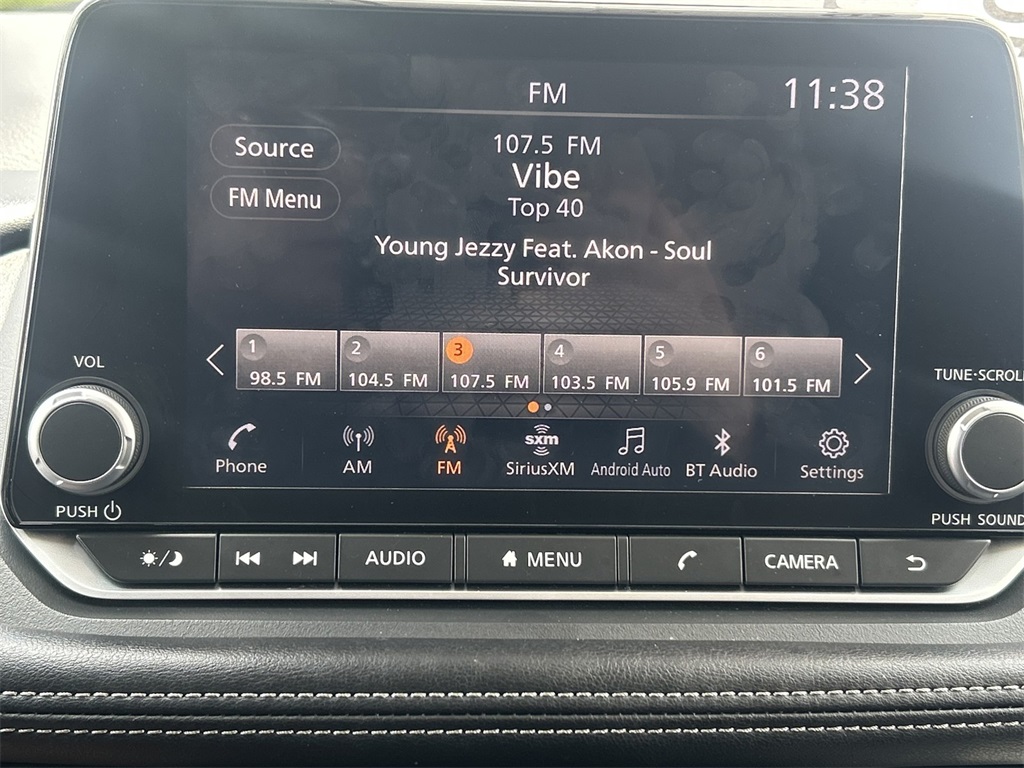 FM
11:38
Source
107.5 FM
Vibe
FM Menu
Top 40
Young Jezzy Feat. Akon - Soul
Survivor
1
2
3
4
5
6
98.5 FM
104.5 FM
107.5 FM
103.5 FM
105.9 FM
101.5 FM
VOL
TUNE·SCROLL
Phone
AM
FM
sxm
SiriusXM
Android Auto
BT Audio
Settings
PUSH
PUSH SOUND
AUDIO
MENU
CAMERA